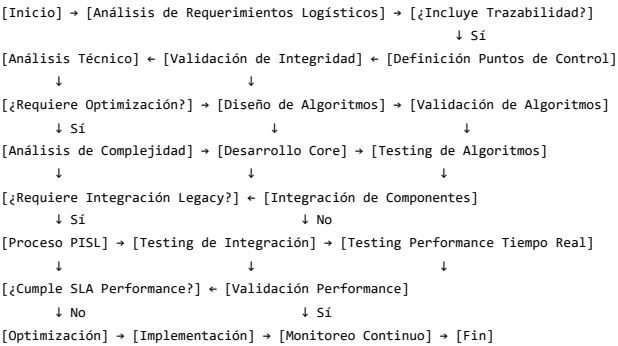 [Inicio] → [Análisis de Requerimientos Logísticos] → [¿Incluye Trazabilidad?]
↓ Sí
[Análisis Técnico] ← [Validación de Integridad] ← [Definición Puntos de Control]
↓ ↓
[¿Requiere Optimización?] → [Diseño de Algoritmos] → [Validación de Algoritmos]
↓ Sí ↓ ↓
[Análisis de Complejidad] → [Desarrollo Core] → [Testing de Algoritmos]
↓ ↓ ↓
[¿Requiere Integración Legacy?] ← [Integración de Componentes]
↓ Sí ↓ No
[Proceso PISL] → [Testing de Integración] → [Testing Performance Tiempo Real]
↓ ↓ ↓
[¿Cumple SLA Performance?] ← [Validación Performance]
↓ No ↓ Sí
[Optimización] → [Implementación] → [Monitoreo Continuo] → [Fin]